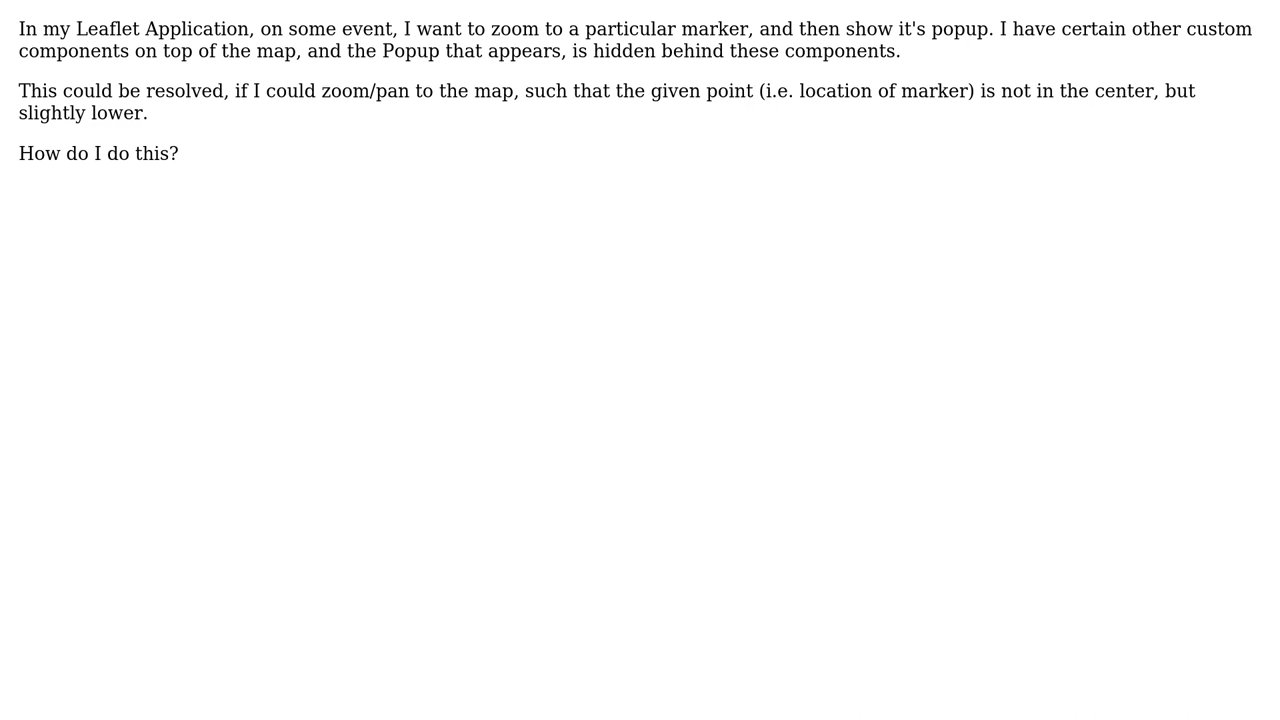 In my Leaflet Application, on some event, I want to zoom to a particular marker, and then show it's popup. I have certain other custom
components on top of the map, and the Popup that appears, is hidden behind these components.
This could be resolved, if I could zoom/pan to the map, such that the given point (i.e. location of marker) is not in the center, but
slightly lower.
How do I do this?